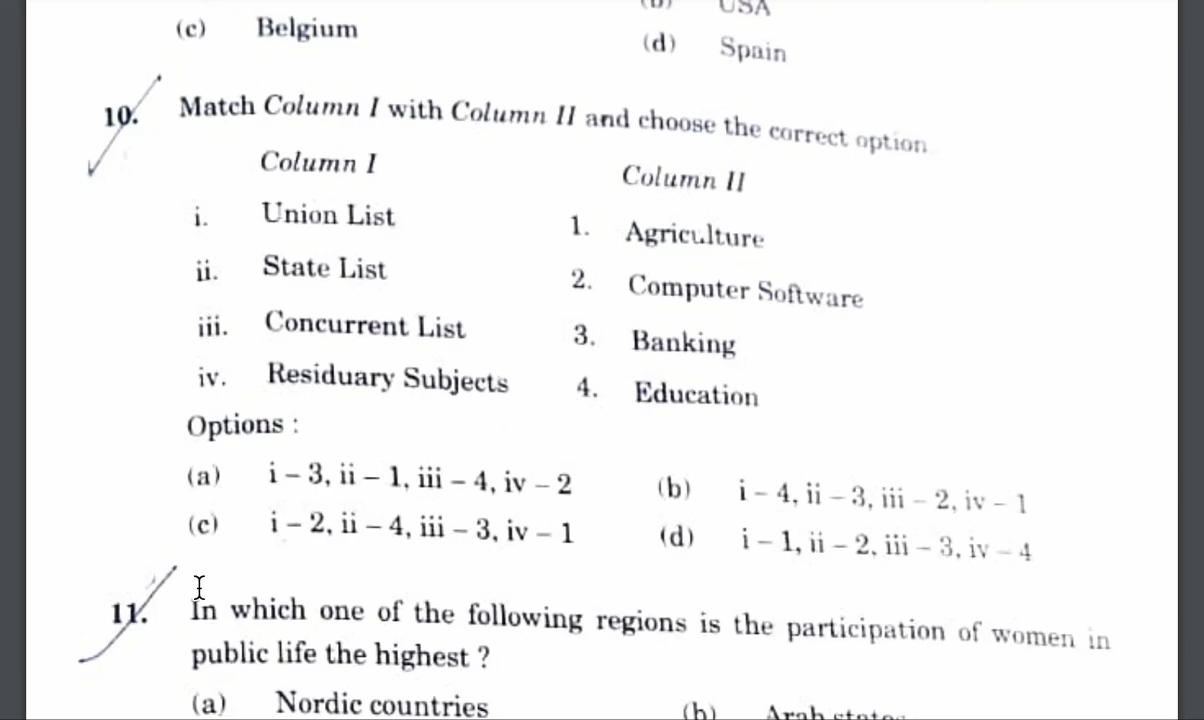 (b) USA
(c) Belgium
(d) Spain
10. Match Column I with Column II and choose the correct option
Column I Column II
i. Union List 1. Agriculture
ii. State List 2. Computer Software
iii. Concurrent List 3. Banking
iv. Residuary Subjects 4. Education
Options :
(a) i – 3, ii – 1, iii – 4, iv – 2 (b) i – 4, ii – 3, iii – 2, iv – 1
(c) i – 2, ii – 4, iii – 3, iv – 1 (d) i – 1, ii – 2, iii – 3, iv – 4
11. In which one of the following regions is the participation of women in
public life the highest ?
(a) Nordic countries (b) Arab states